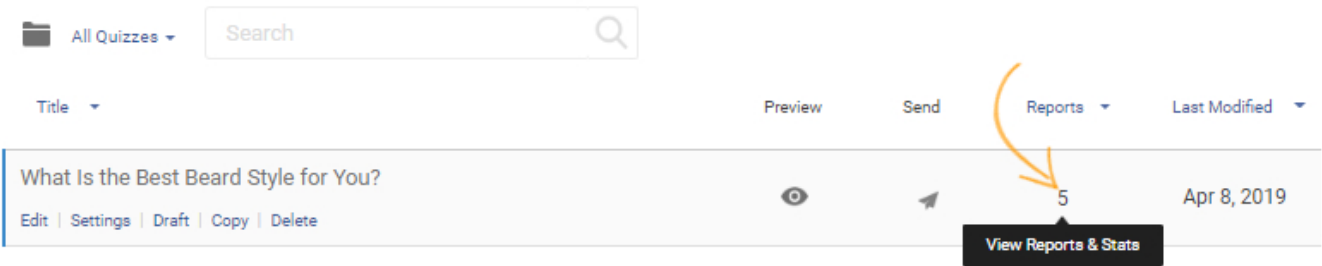 All Quizzes
Search
Title Preview Send Reports Last Modified
What Is the Best Beard Style for You? 5 Apr 8, 2019
Edit | Settings | Draft | Copy | Delete
View Reports & Stats